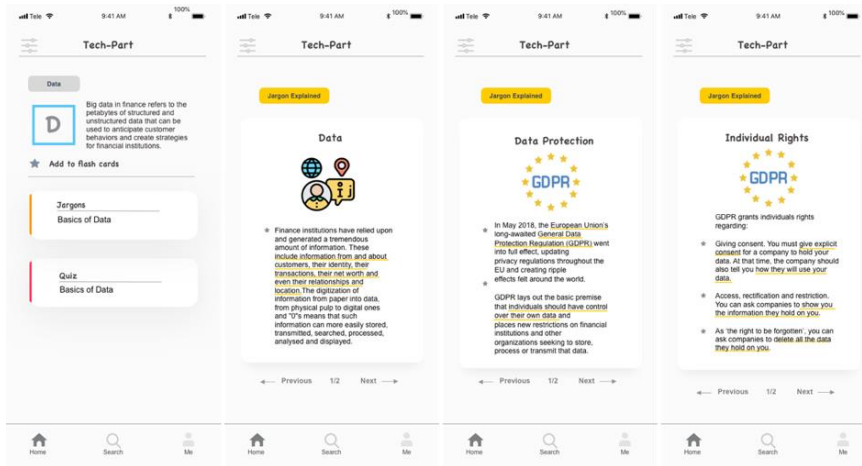 Tele 9:41 AM 100%
Tech-Part
Data
D
Big data in finance refers to the
petabytes of structured and
unstructured data that can be
used to anticipate customer
behaviors and create strategies
for financial institutions.
Add to flash cards
Jargons
Basics of Data
Quiz
Basics of Data
Home Search Me
Tele 9:41 AM 100%
Tech-Part
Jargon Explained
Data
Finance institutions have relied upon
and generated a tremendous
amount of information. These
include information from and about
customers, their identity, their
transactions, their net worth and
even their relationships and
location.The digitization of
information from paper into data,
from physical pulp to digital ones
and "0"s means that such
information can more easily stored,
transmitted, searched, processed,
analysed and displayed.
Previous 1/2 Next
Home Search Me
Tele 9:41 AM 100%
Tech-Part
Jargon Explained
Data Protection
GDPR
In May 2018, the European Union's
long-awaited General Data
Protection Regulation (GDPR) went
into full effect, updating
privacy regulations throughout the
EU and creating ripple
effects felt around the world.
GDPR lays out the basic premise
that individuals should have control
over their own data and
places new restrictions on financial
institutions and other
organizations seeking to store,
process or transmit that data.
Previous 1/2 Next
Home Search Me
Tele 9:41 AM 100%
Tech-Part
Jargon Explained
Individual Rights
GDPR
GDPR grants individuals rights
regarding:
Giving consent. You must give explicit
consent for a company to hold your
data. At that time, the company should
also tell you how they will use your
data.
Access, rectification and restriction.
You can ask companies to show you
the information they hold on you.
As 'the right to be forgotten', you can
ask companies to delete all the data
they hold on you.
Previous 1/2 Next
Home Search Me